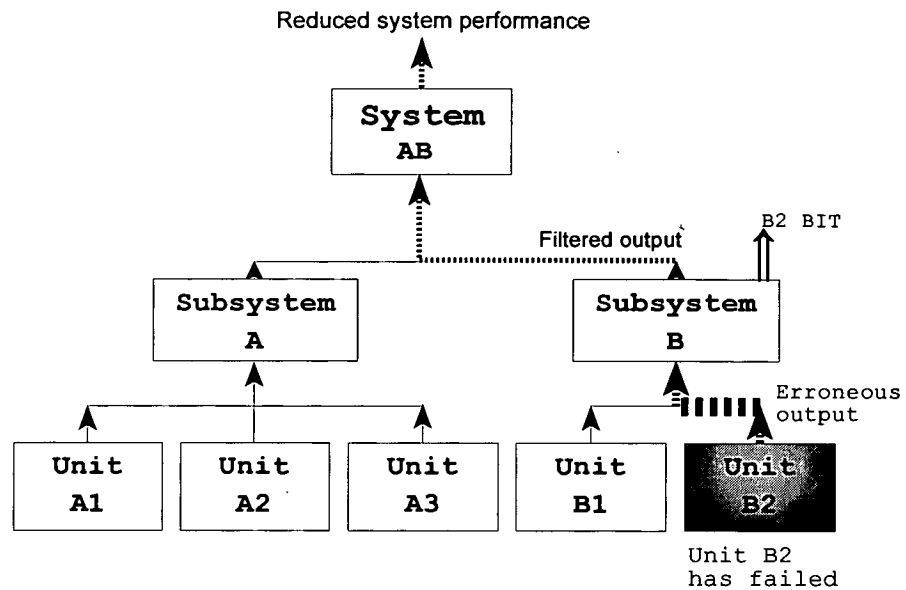 Reduced system performance
System
AB
B2 BIT
Filtered output
Subsystem
A
Subsystem
B
Erroneous
output
Unit
A1
Unit
A2
Unit
A3
Unit
B1
Unit
B2
Unit B2
has failed